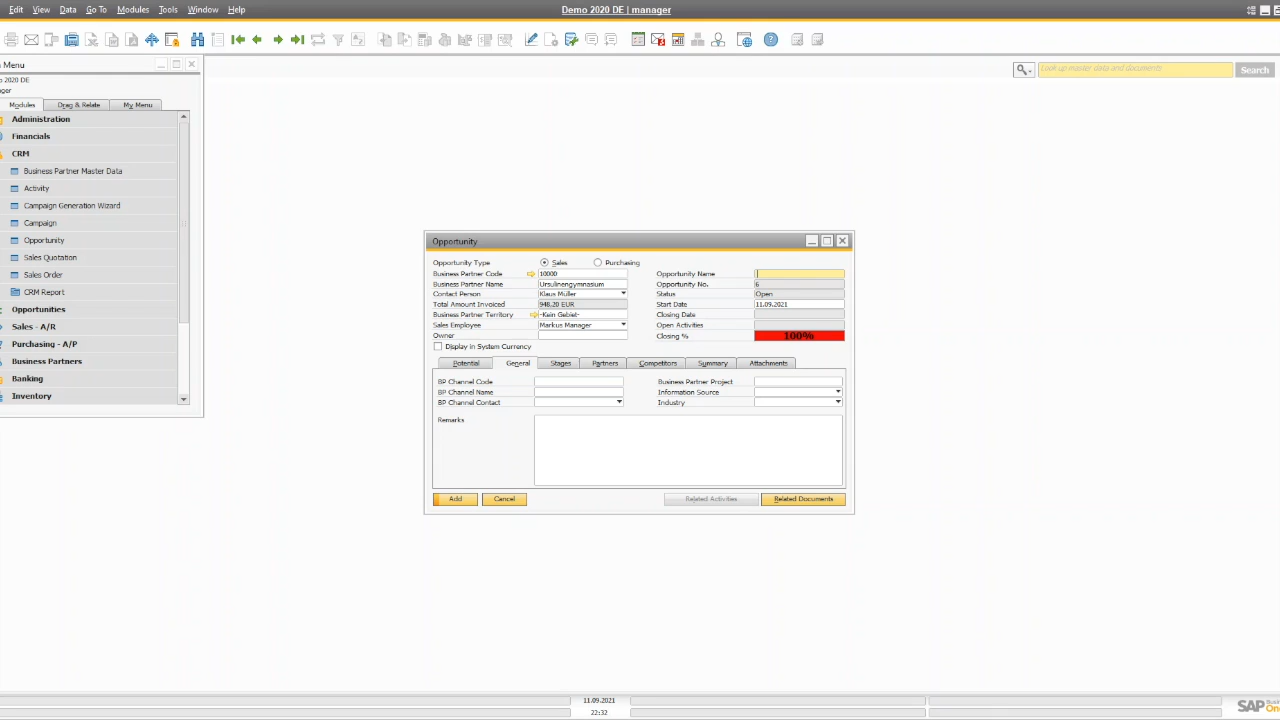 Edit View Data Go To Modules Tools Window Help
Demo 2020 DE | manager
Menu
2020 DE
Modules Drag & Relate My Menu
Look up master data and documents
Search
Administration
Financials
CRM
Business Partner Master Data
Activity
Campaign Generation Wizard
Campaign
Opportunity
Sales Quotation
Sales Order
CRM Report
Opportunities
Sales - A/R
Purchasing - A/P
Business Partners
Banking
Inventory
Opportunity
Opportunity Type Sales Purchasing
Business Partner Code 10000 Opportunity Name
Business Partner Name Ursulinengymnasium Opportunity No. 6
Contact Person Klaus Müller Status Open
Total Amount Invoiced 948.20 EUR Start Date 11.09.2021
Business Partner Territory -Kein Gebiet- Closing Date
Sales Employee Markus Manager Open Activities
Owner Closing % 100%
Display in System Currency
Potential General Stages Partners Competitors Summary Attachments
BP Channel Code Business Partner Project
BP Channel Name Information Source
BP Channel Contact Industry
Remarks
Add Cancel Related Activities Related Documents
11.09.2021
22:32
SAP